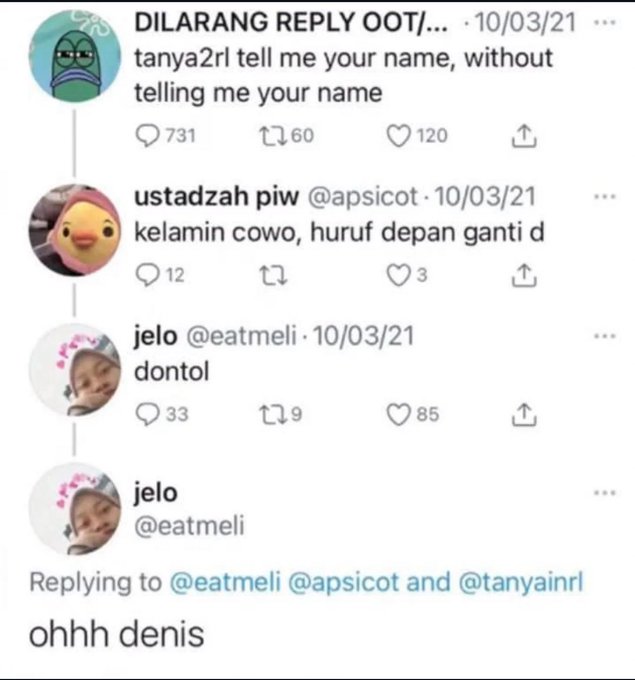 DILARANG REPLY OOT/... · 10/03/21
tanya2rl tell me your name, without
telling me your name
731 60 120
ustadzah piw @apsicot · 10/03/21
kelamin cowo, huruf depan ganti d
12 3
jelo @eatmeli · 10/03/21
dontol
33 9 85
jelo
@eatmeli
Replying to @eatmeli @apsicot and @tanyainrl
ohhh denis